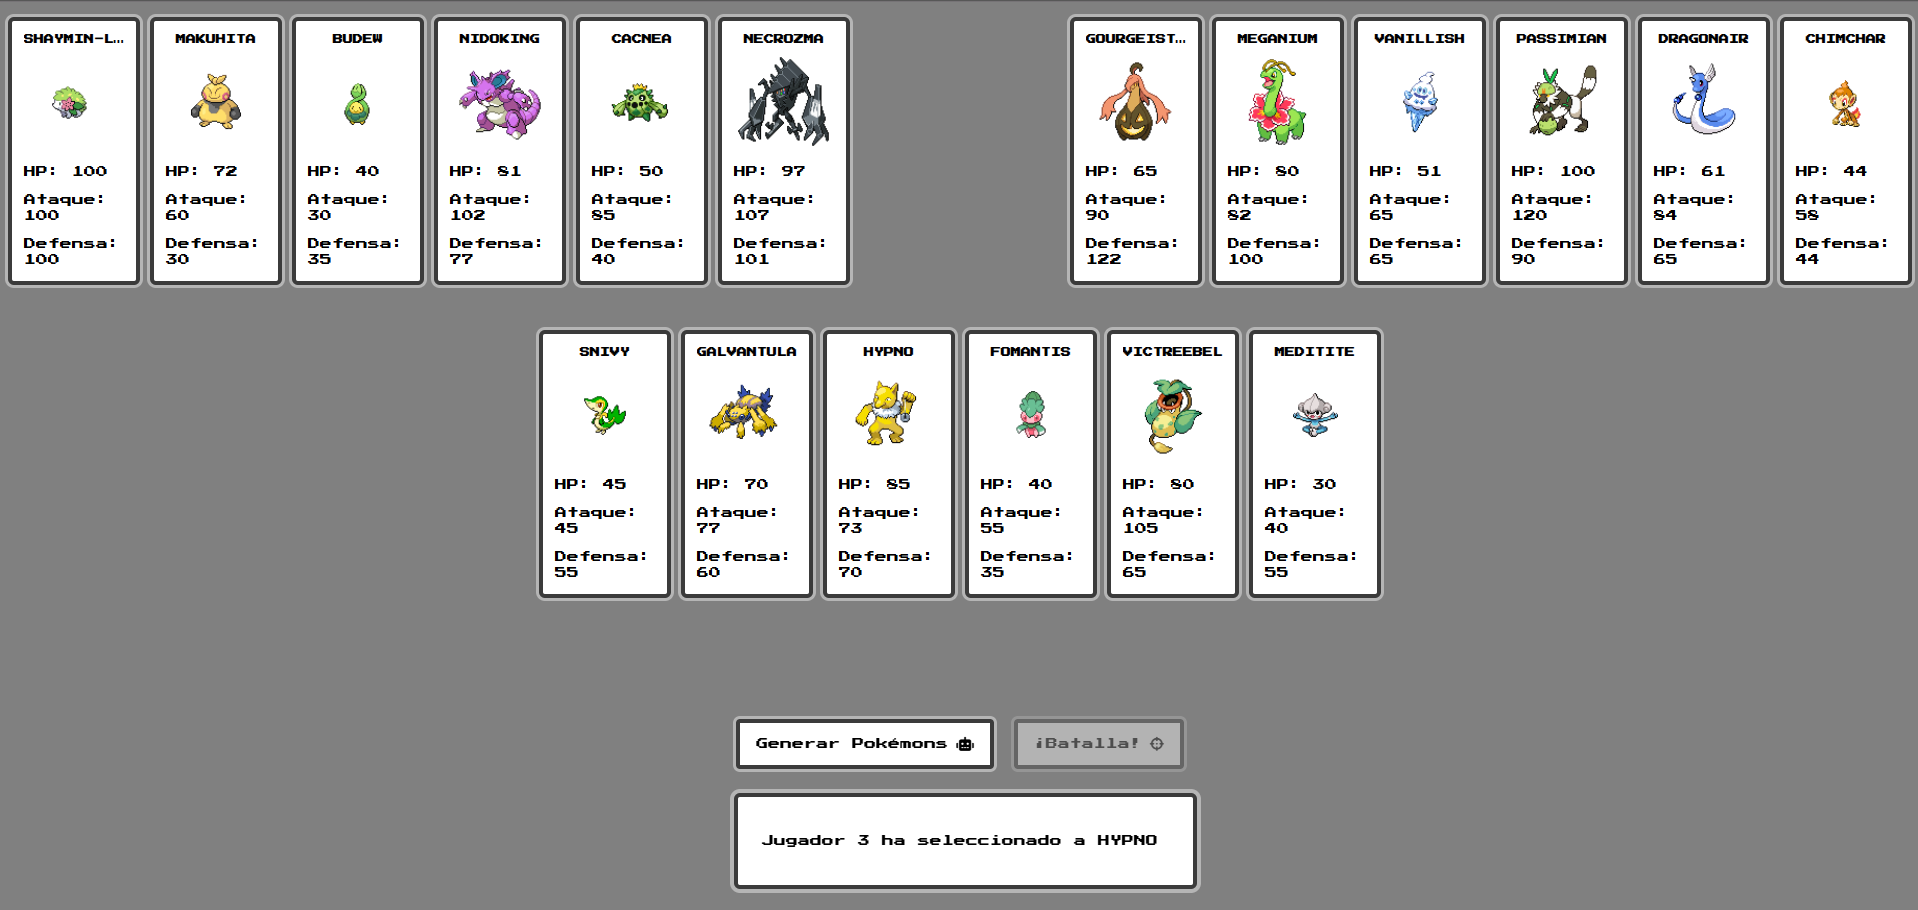 SHAYMIN-L...
HP: 100
Ataque:
100
Defensa:
100
MAKUHITA
HP: 72
Ataque:
60
Defensa:
30
BUDEW
HP: 40
Ataque:
30
Defensa:
35
NIDOKING
HP: 81
Ataque:
102
Defensa:
77
CACNEA
HP: 50
Ataque:
85
Defensa:
40
NECROZMA
HP: 97
Ataque:
107
Defensa:
101
GOURGEIST...
HP: 65
Ataque:
90
Defensa:
122
MEGANIUM
HP: 80
Ataque:
82
Defensa:
100
VANILLISH
HP: 51
Ataque:
65
Defensa:
65
PASSIMIAN
HP: 100
Ataque:
120
Defensa:
90
DRAGONAIR
HP: 61
Ataque:
84
Defensa:
65
CHIMCHAR
HP: 44
Ataque:
58
Defensa:
44
SNIVY
HP: 45
Ataque:
45
Defensa:
55
GALVANTULA
HP: 70
Ataque:
77
Defensa:
60
HYPNO
HP: 85
Ataque:
73
Defensa:
70
FOMANTIS
HP: 40
Ataque:
55
Defensa:
35
VICTREEBEL
HP: 80
Ataque:
105
Defensa:
65
MEDITITE
HP: 30
Ataque:
40
Defensa:
55
Generar Pokémons
¡Batalla!
Jugador 3 ha seleccionado a HYPNO